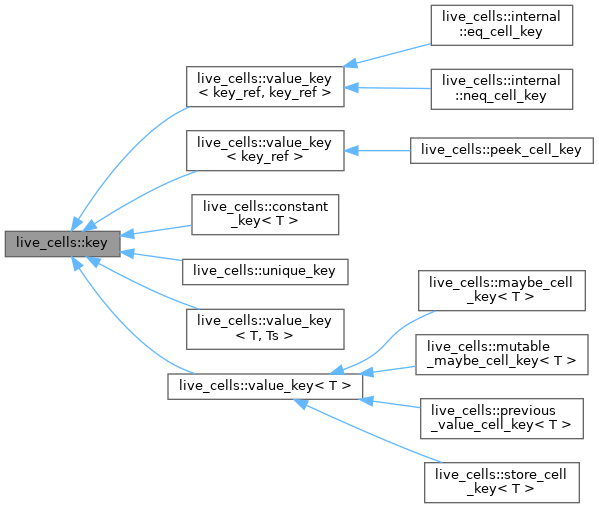 live_cells::key
live_cells::value_key
< key_ref, key_ref >
live_cells::internal
::eq_cell_key
live_cells::internal
::neq_cell_key
live_cells::value_key
< key_ref >
live_cells::peek_cell_key
live_cells::constant
_key< T >
live_cells::unique_key
live_cells::value_key
< T, Ts >
live_cells::value_key< T >
live_cells::maybe_cell
_key< T >
live_cells::mutable
_maybe_cell_key< T >
live_cells::previous
_value_cell_key< T >
live_cells::store_cell
_key< T >